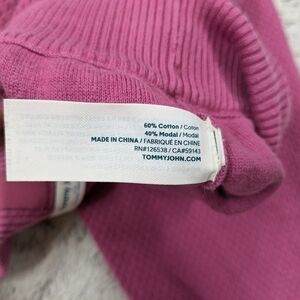 60% Cotton / Coton
40% Modal / Modal
MADE IN CHINA / FABRIQUÉ EN CHINE
RN#126538 / CA#59143
TOMMYJOHN.COM